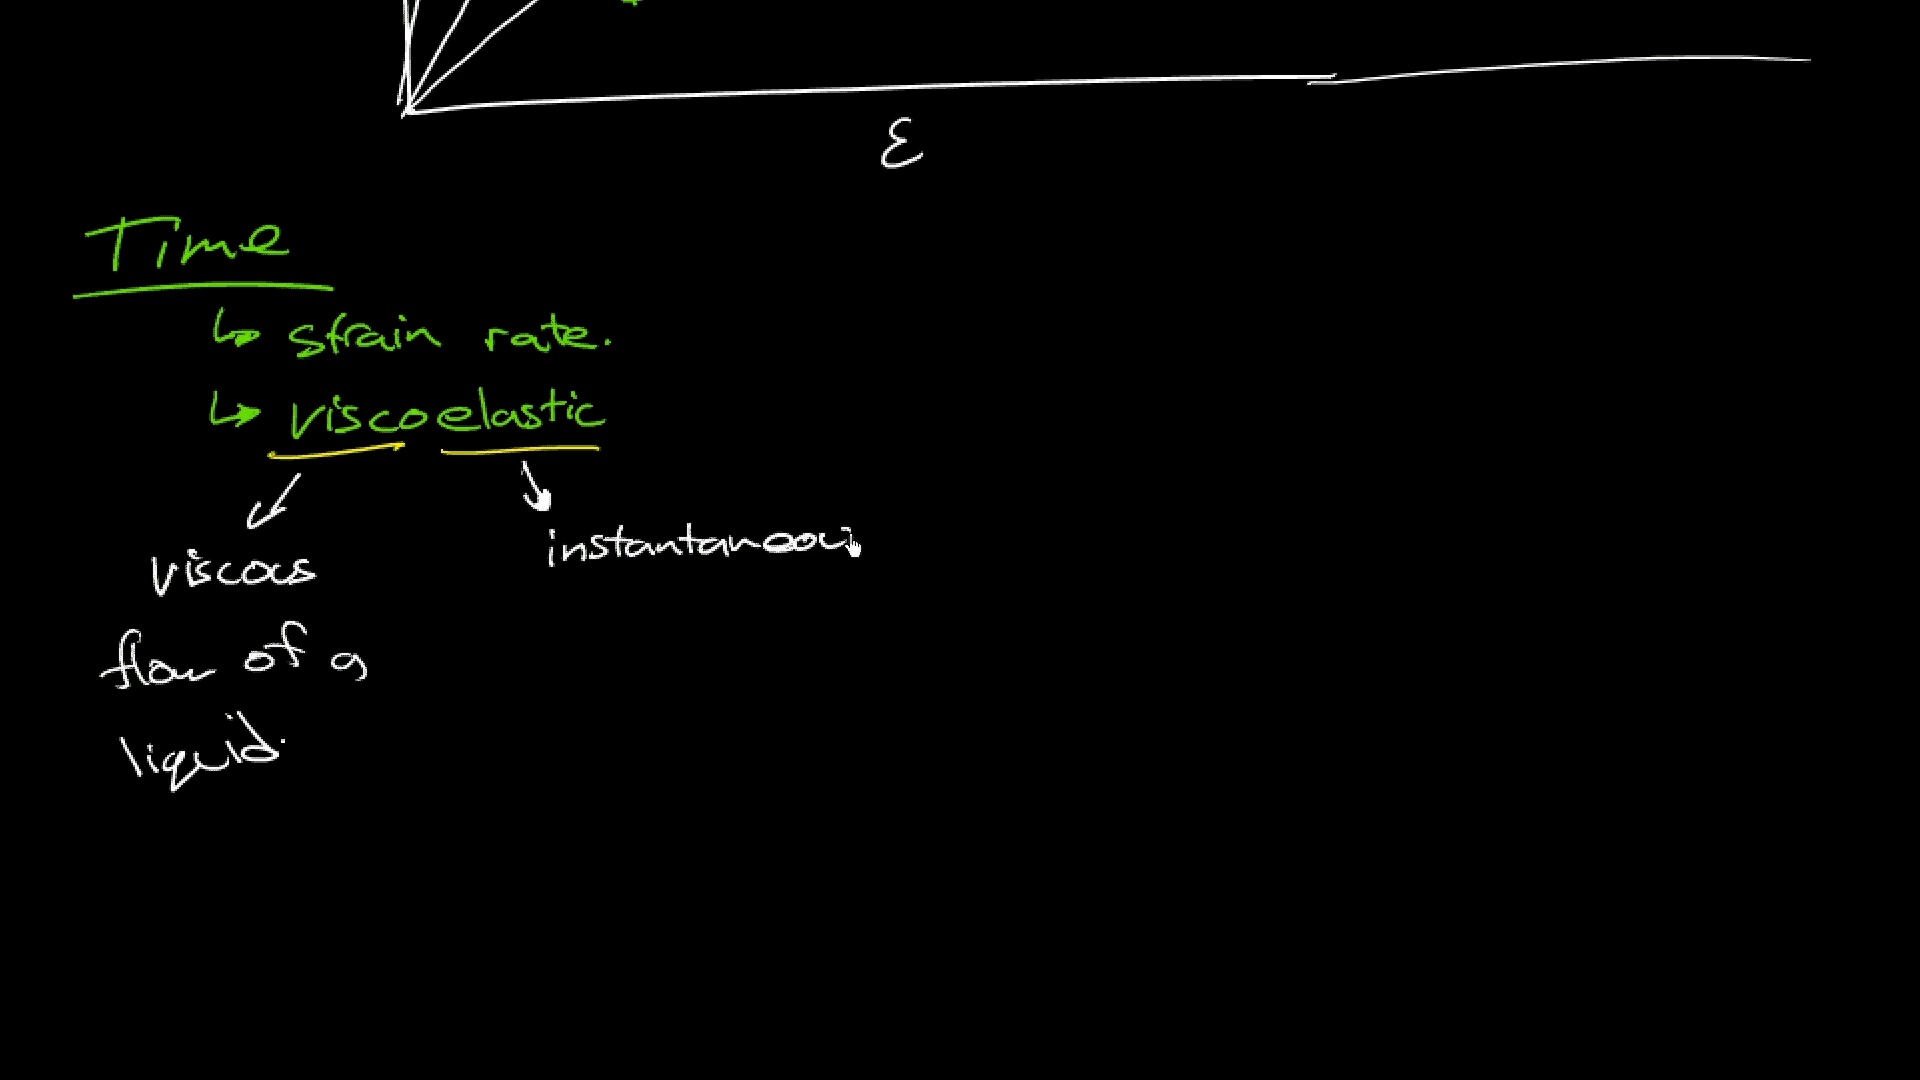 ε
Time
↳ strain rate.
↳ viscoelastic
instantaneous
viscous
flow of a
liquid.